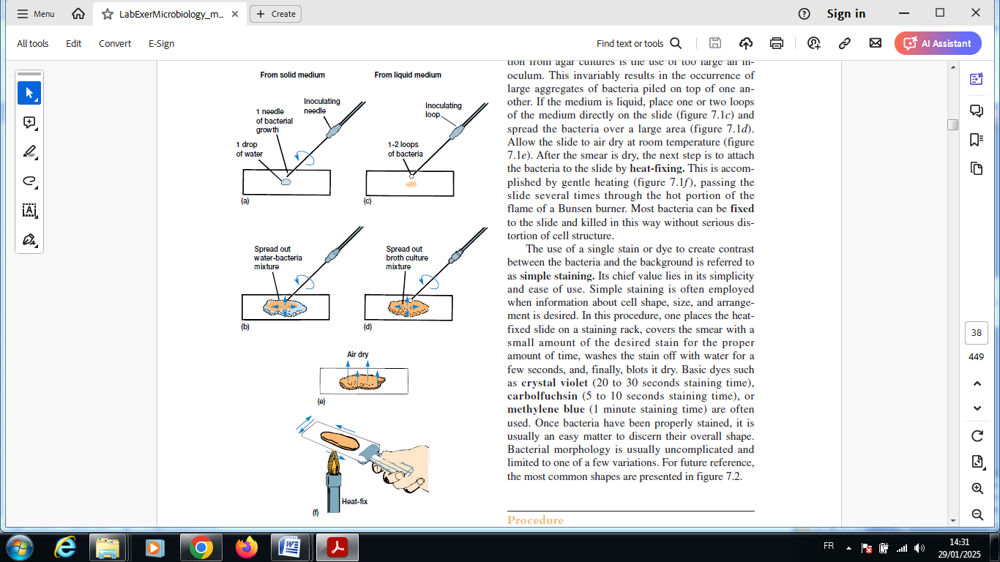 Menu
LabExerMicrobiology_m...
Create
Sign in
All tools
Edit
Convert
E-Sign
Find text or tools
AI Assistant
From solid medium
From liquid medium
1 needle
of bacterial
growth
Inoculating
needle
1 drop
of water
(a)
Inoculating
loop
1-2 loops
of bacteria
(c)
Spread out
water-bacteria
mixture
(b)
Spread out
broth culture
mixture
(d)
Air dry
(e)
Heat-fix
(f)
tion from agar cultures is the use of too large an in-
oculum. This invariably results in the occurrence of
large aggregates of bacteria piled on top of one an-
other. If the medium is liquid, place one or two loops
of the medium directly on the slide (figure 7.1c) and
spread the bacteria over a large area (figure 7.1d).
Allow the slide to air dry at room temperature (figure
7.1e). After the smear is dry, the next step is to attach
the bacteria to the slide by heat-fixing. This is accom-
plished by gentle heating (figure 7.1f), passing the
slide several times through the hot portion of the
flame of a Bunsen burner. Most bacteria can be fixed
to the slide and killed in this way without serious dis-
tortion of cell structure.
The use of a single stain or dye to create contrast
between the bacteria and the background is referred to
as simple staining. Its chief value lies in its simplicity
and ease of use. Simple staining is often employed
when information about cell shape, size, and arrange-
ment is desired. In this procedure, one places the heat-
fixed slide on a staining rack, covers the smear with a
small amount of the desired stain for the proper
amount of time, washes the stain off with water for a
few seconds, and, finally, blots it dry. Basic dyes such
as crystal violet (20 to 30 seconds staining time),
carbolfuchsin (5 to 10 seconds staining time), or
methylene blue (1 minute staining time) are often
used. Once bacteria have been properly stained, it is
usually an easy matter to discern their overall shape.
Bacterial morphology is usually uncomplicated and
limited to one of a few variations. For future reference,
the most common shapes are presented in figure 7.2.
Procedure
38
449
FR
14:31
29/01/2025